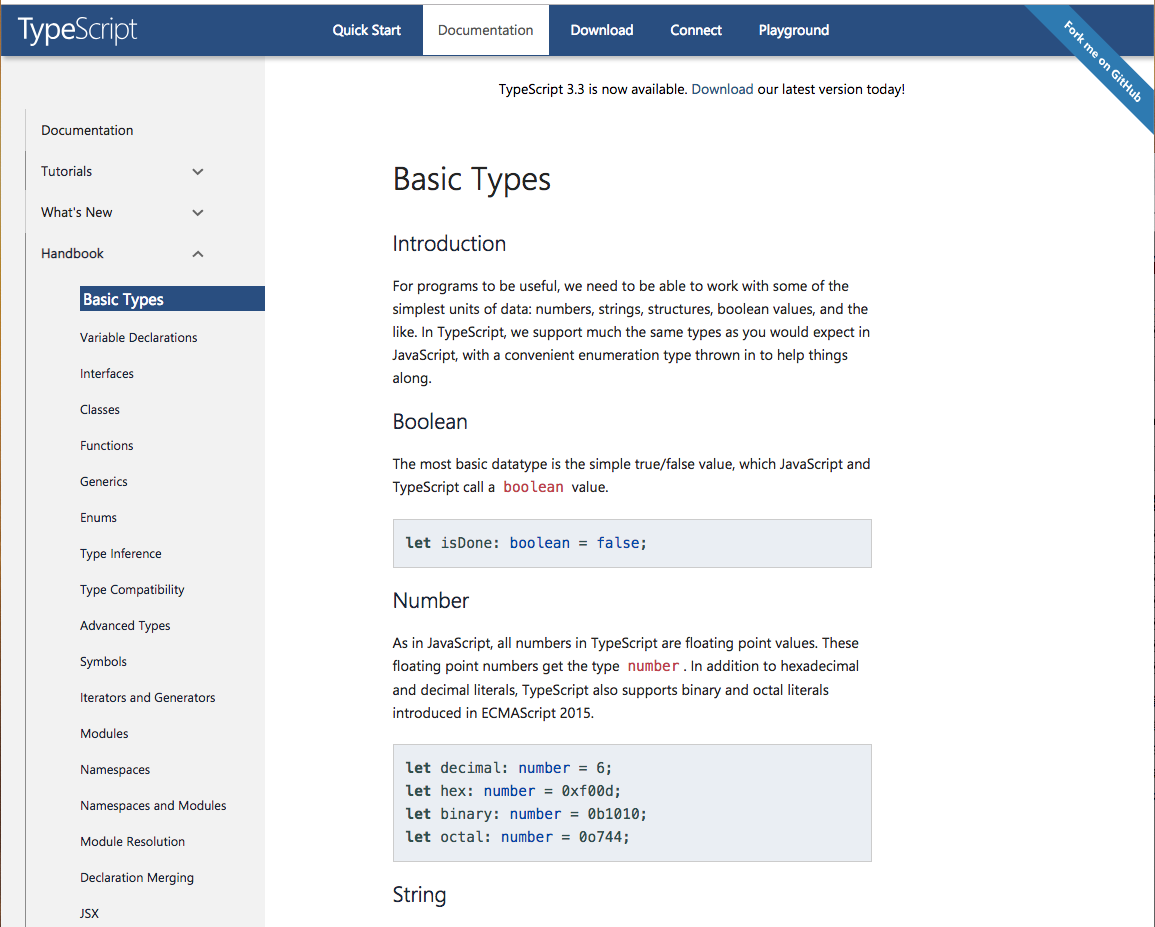 TypeScript
Quick Start
Documentation
Download
Connect
Playground
Fork me on GitHub
TypeScript 3.3 is now available. Download our latest version today!
Documentation
Tutorials
What's New
Handbook
Basic Types
Variable Declarations
Interfaces
Classes
Functions
Generics
Enums
Type Inference
Type Compatibility
Advanced Types
Symbols
Iterators and Generators
Modules
Namespaces
Namespaces and Modules
Module Resolution
Declaration Merging
JSX
Basic Types
Introduction
For programs to be useful, we need to be able to work with some of the
simplest units of data: numbers, strings, structures, boolean values, and the
like. In TypeScript, we support much the same types as you would expect in
JavaScript, with a convenient enumeration type thrown in to help things
along.
Boolean
The most basic datatype is the simple true/false value, which JavaScript and
TypeScript call a boolean value.
let isDone: boolean = false;
Number
As in JavaScript, all numbers in TypeScript are floating point values. These
floating point numbers get the type number. In addition to hexadecimal
and decimal literals, TypeScript also supports binary and octal literals
introduced in ECMAScript 2015.
let decimal: number = 6;
let hex: number = 0xf00d;
let binary: number = 0b1010;
let octal: number = 0o744;
String